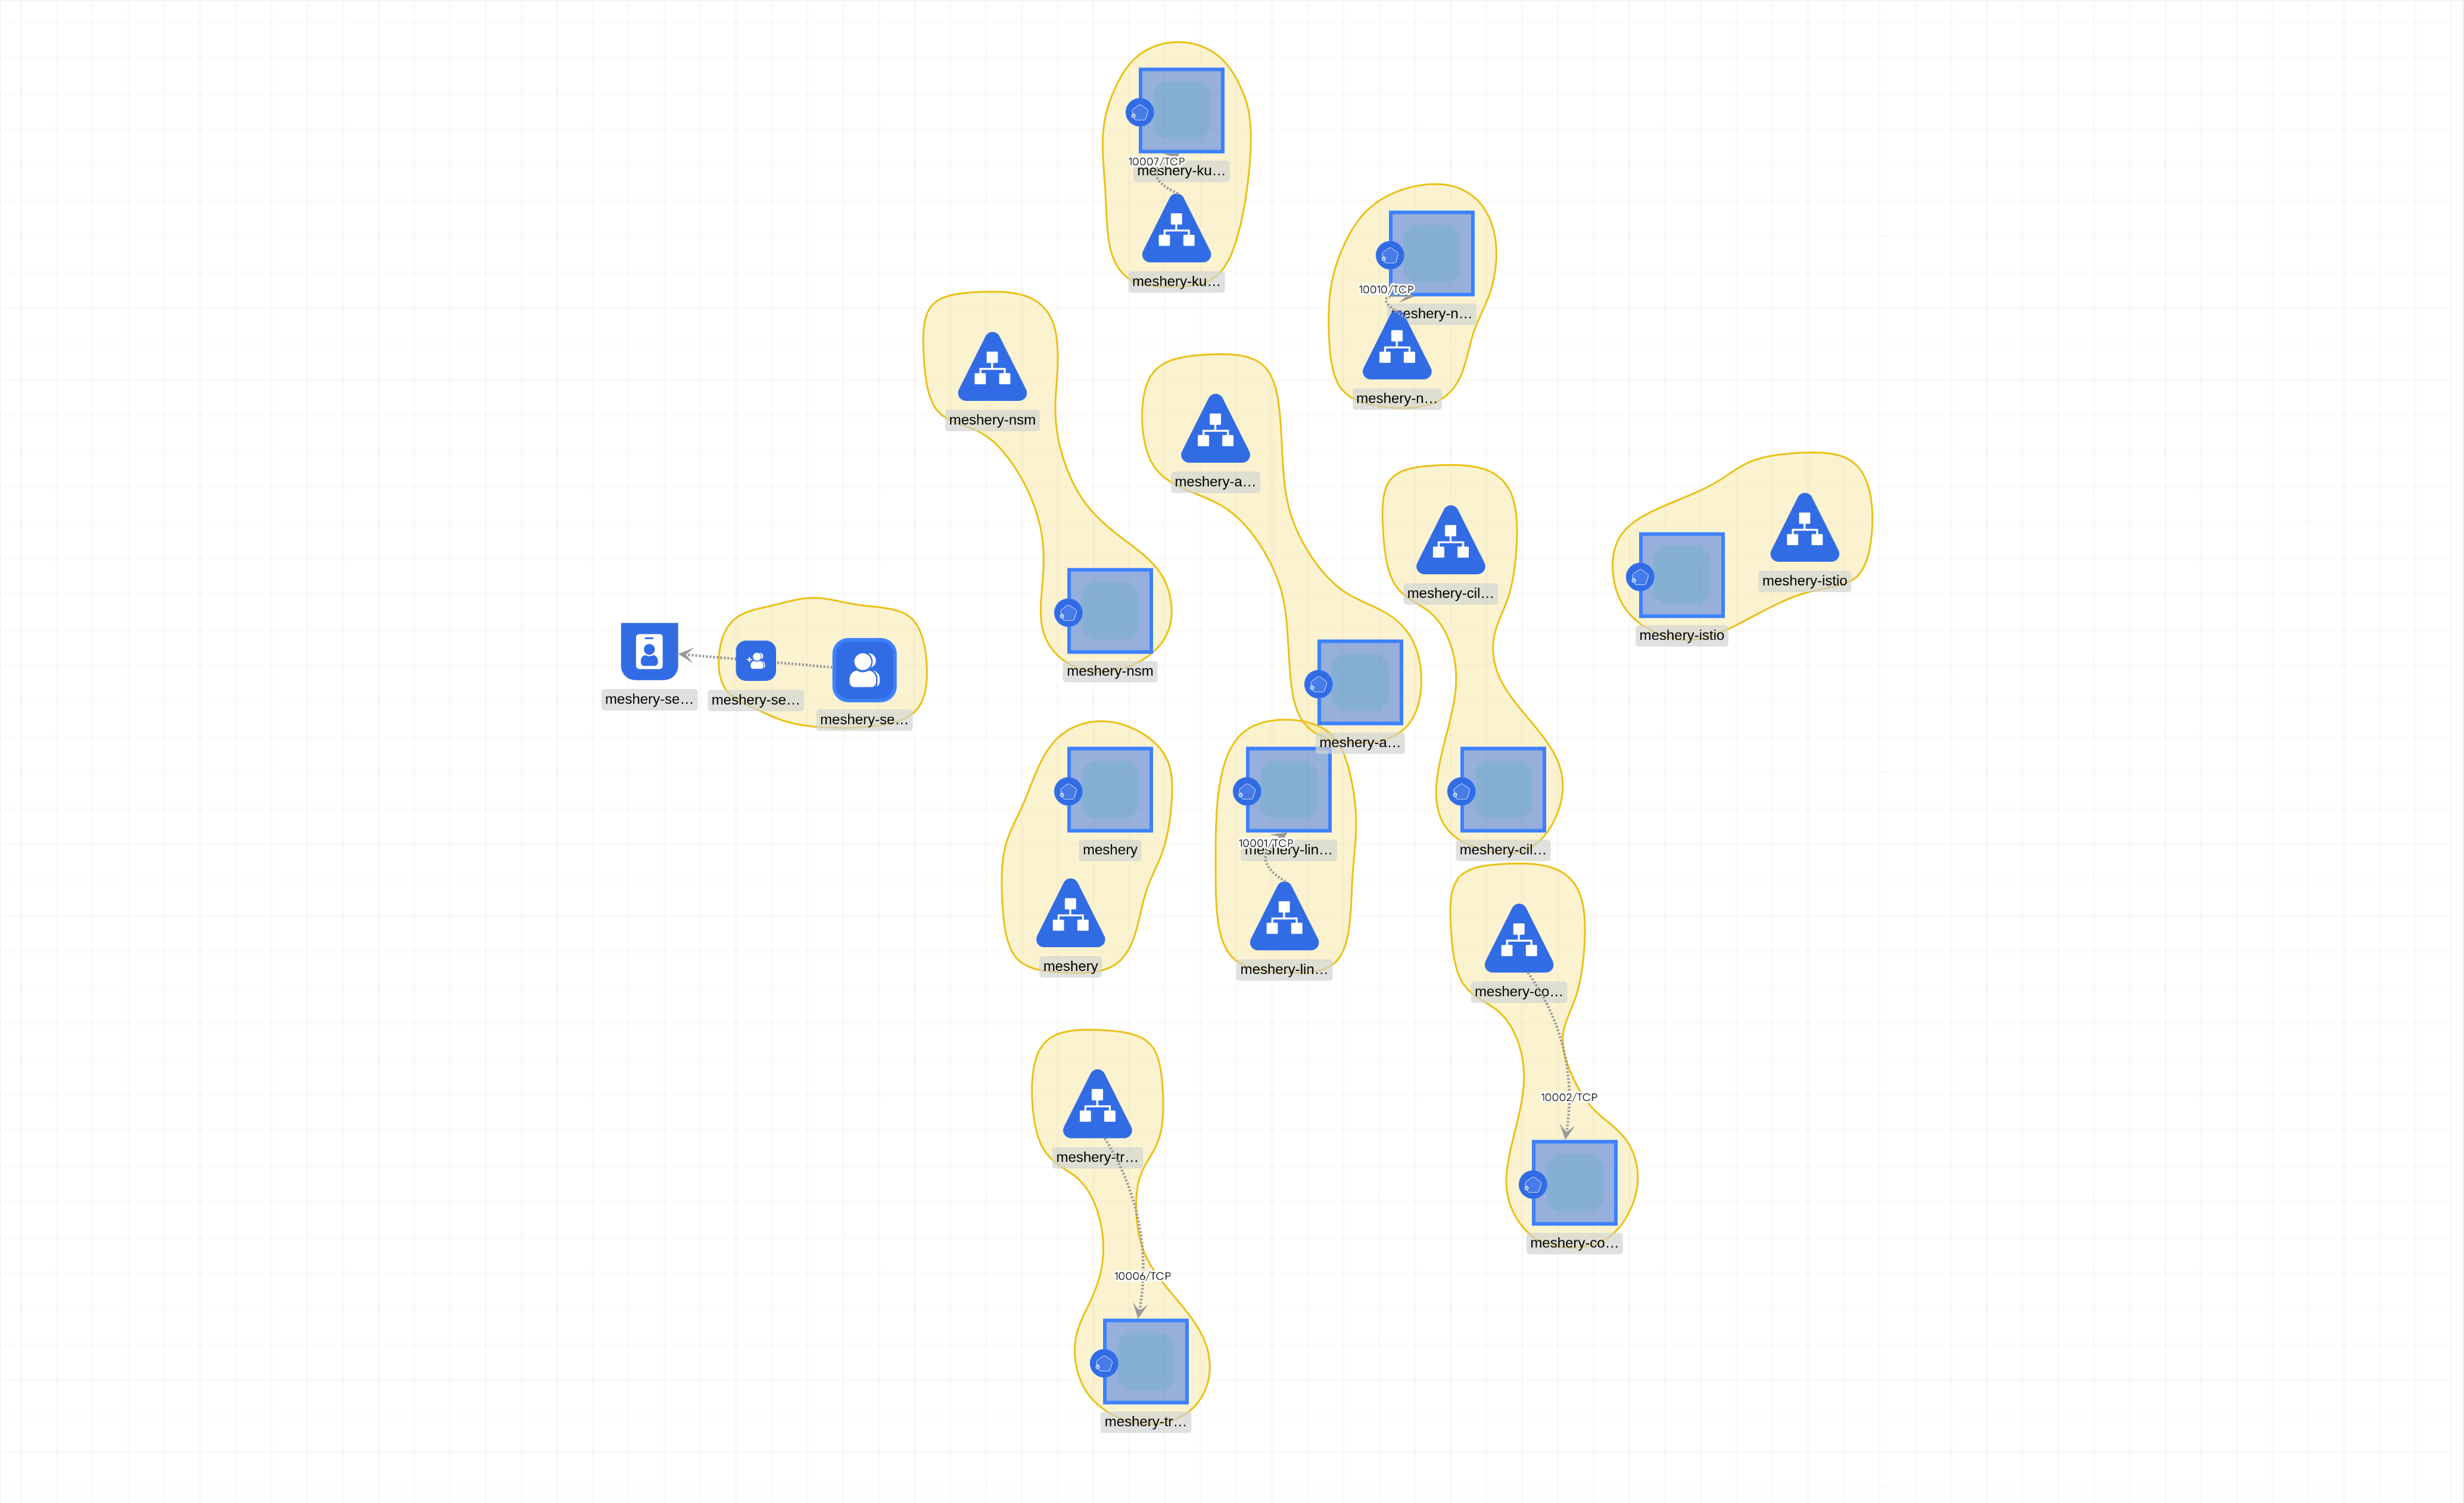 10007/TCP
meshery-ku…
meshery-ku…
10010/TCP
meshery-n…
meshery-n…
meshery-nsm
meshery-a…
meshery-cil…
meshery-istio
meshery-istio
meshery-nsm
meshery-se…
meshery-se…
meshery-se…
meshery-a…
meshery
10001/TCP
meshery-lin…
meshery-cil…
meshery
meshery-lin…
meshery-co…
10002/TCP
meshery-tr…
meshery-co…
10006/TCP
meshery-tr…